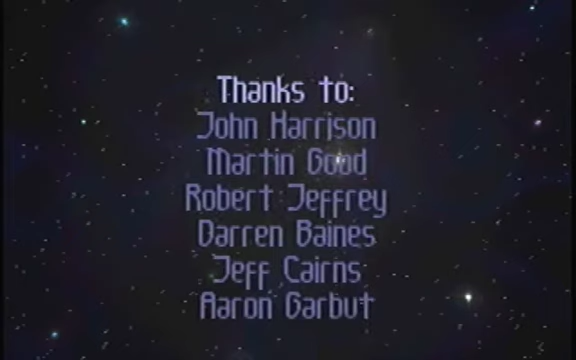 Thanks to:
John Harrison
Martin Good
Robert Jeffrey
Darren Baines
Jeff Cairns
Aaron Garbut